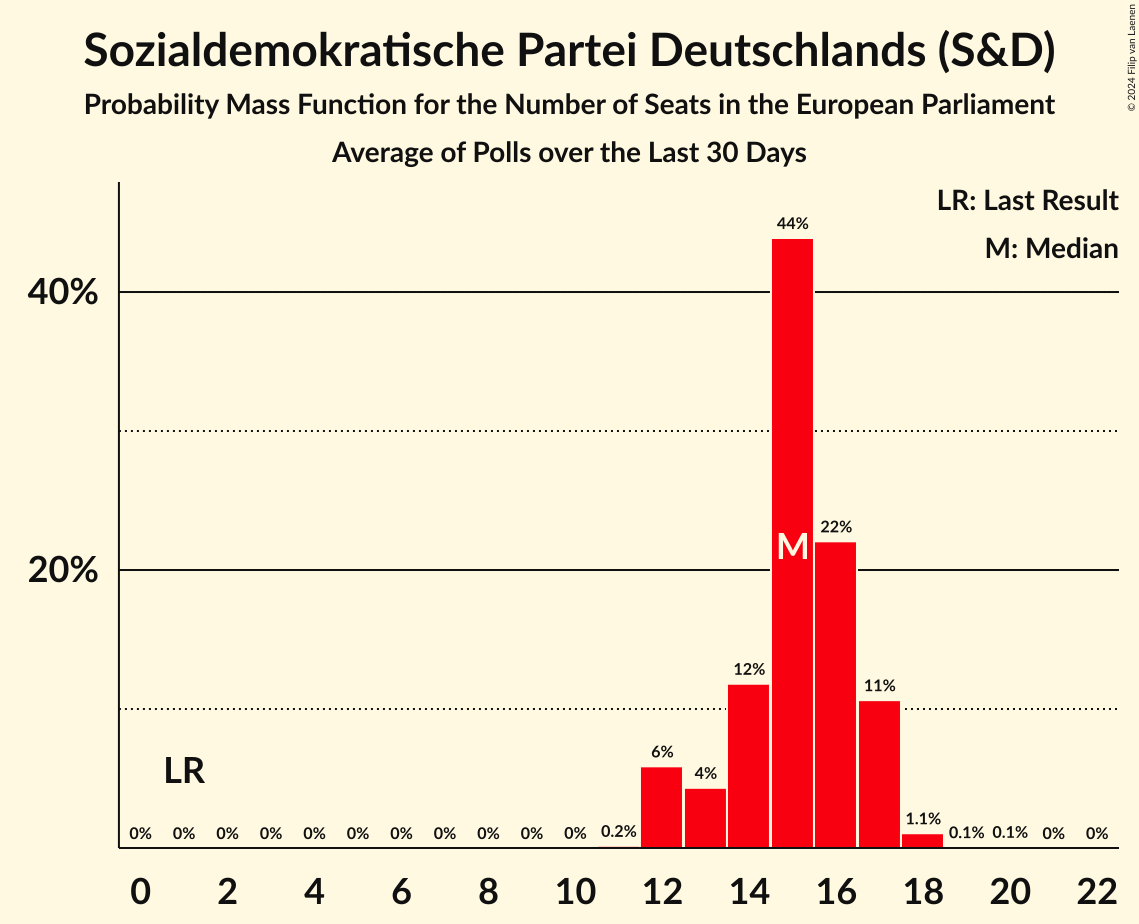 Sozialdemokratische Partei Deutschlands (S&D)
Probability Mass Function for the Number of Seats in the European Parliament
Average of Polls over the Last 30 Days
© 2024 Filip van Laenen
LR: Last Result
M: Median
44%
40%
22%
M
20%
12%
11%
6%
4%
LR
0% 0% 0% 0% 0% 0% 0% 0% 0% 0% 0% 0.2% 1.1% 0.1% 0.1% 0% 0%
0 2 4 6 8 10 12 14 16 18 20 22